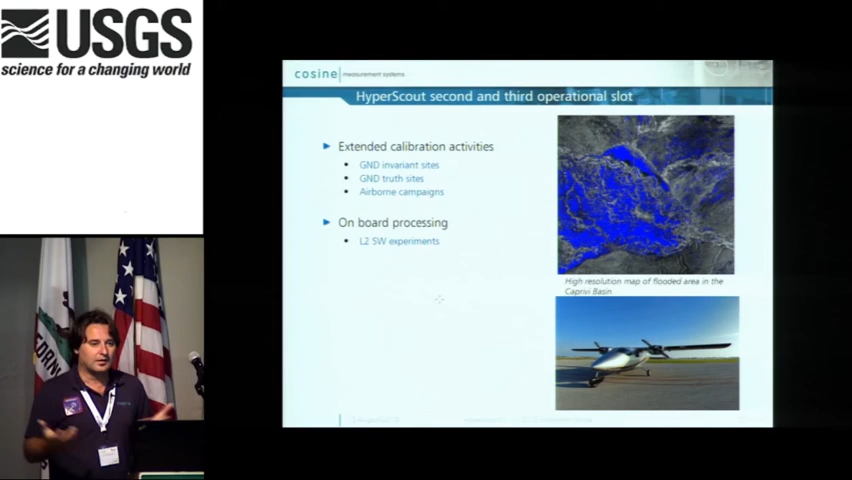 USGS
science for a changing world
cosine measurement systems
HyperScout second and third operational slot
Extended calibration activities
GND invariant sites
GND truth sites
Airborne campaigns
On board processing
L2 SW experiments
High resolution map of flooded area in the
Caprivi Basin